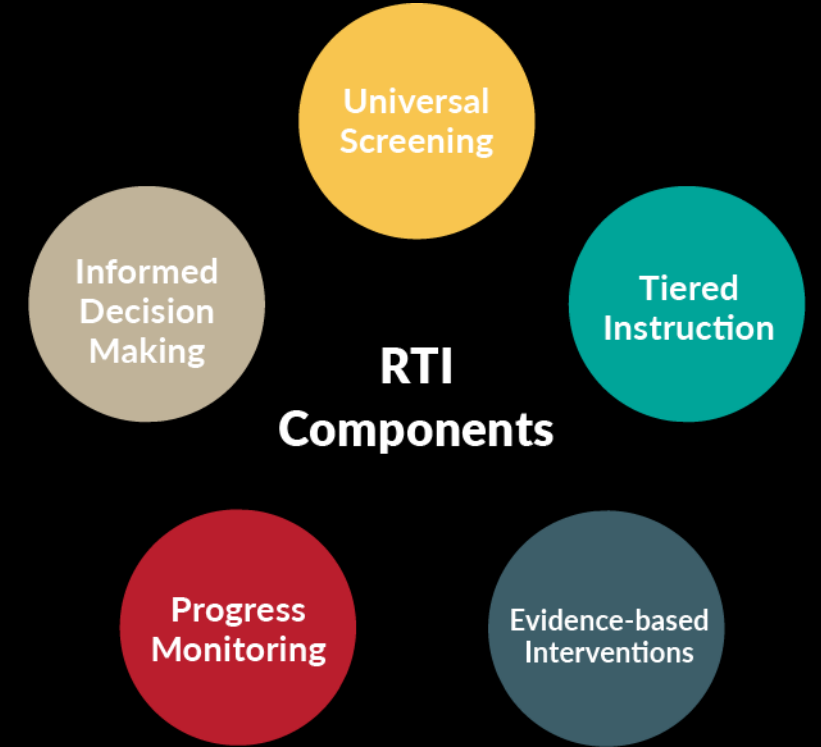 Universal
Screening
Informed
Decision
Making
Tiered
Instruction
RTI
Components
Progress
Monitoring
Evidence-based
Interventions